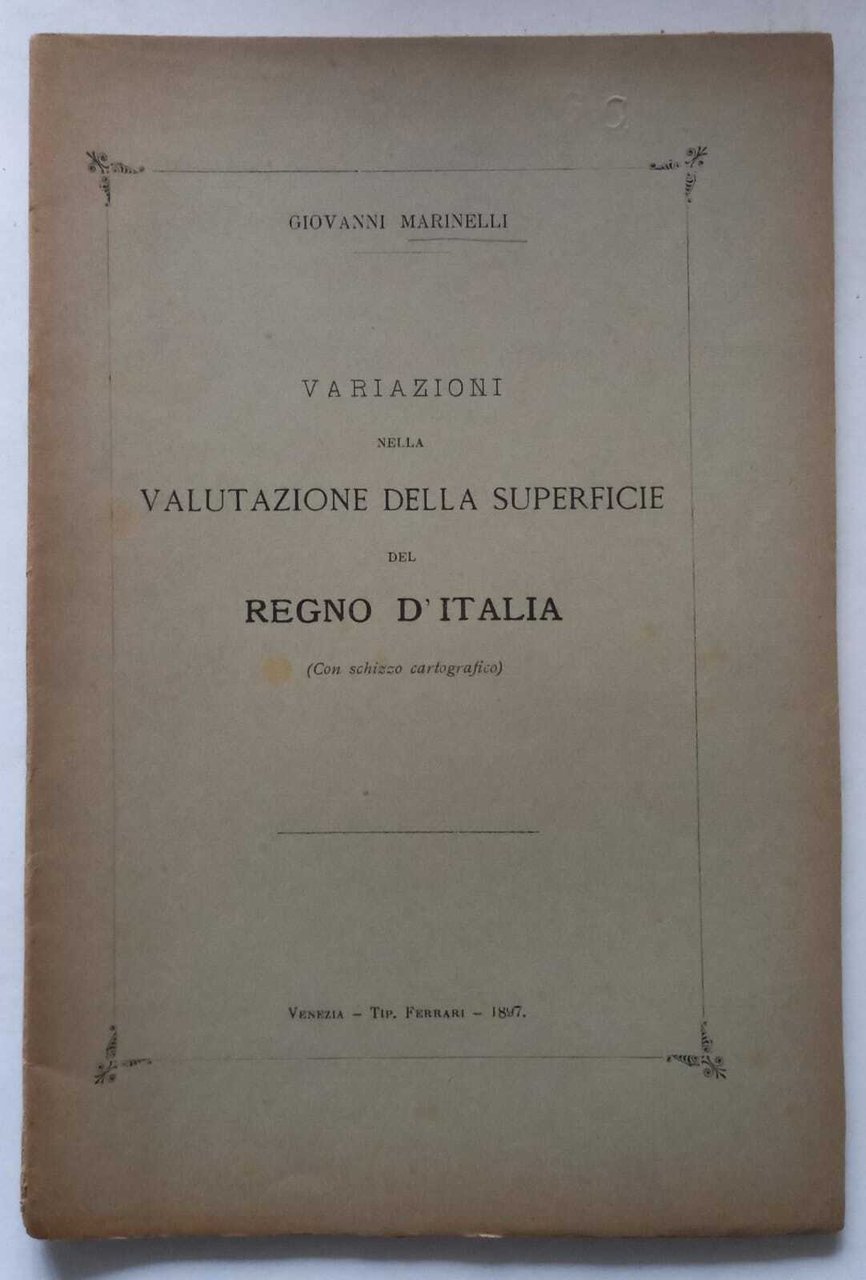 GIOVANNI MARINELLI
VARIAZIONI
NELLA
VALUTAZIONE DELLA SUPERFICIE
DEL
REGNO D'ITALIA
(Con schizzo cartografico)
VENEZIA – TIP. FERRARI – 1897.